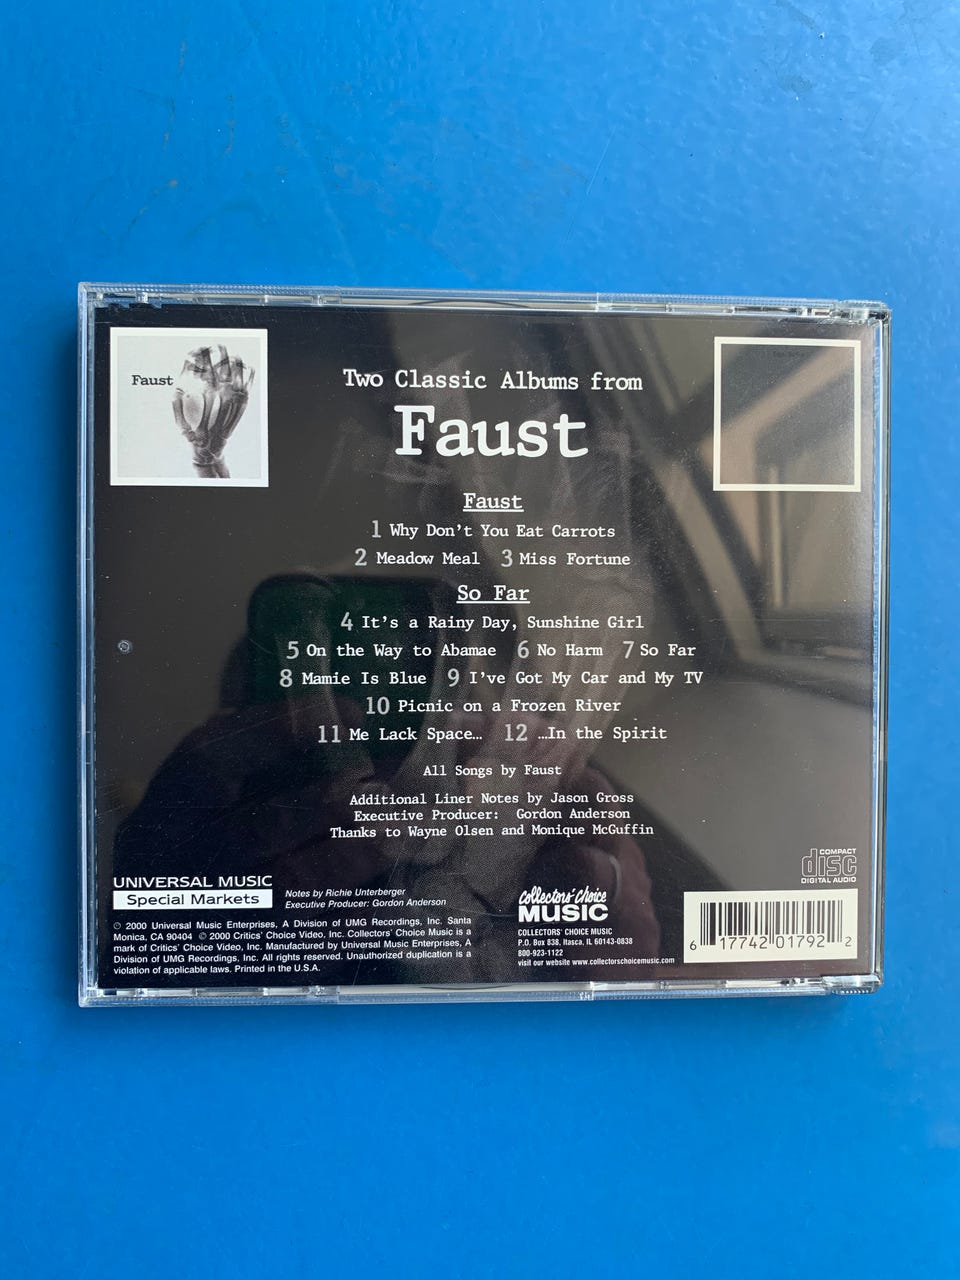 Faust
Two Classic Albums from
Faust
Faust
1 Why Don't You Eat Carrots
2 Meadow Meal 3 Miss Fortune
So Far
4 It's a Rainy Day, Sunshine Girl
5 On the Way to Abamae 6 No Harm 7 So Far
8 Mamie Is Blue 9 I've Got My Car and My TV
10 Picnic on a Frozen River
11 Me Lack Space… 12 …In the Spirit
All Songs by Faust
Additional Liner Notes by Jason Gross
Executive Producer: Gordon Anderson
Thanks to Wayne Olsen and Monique McGuffin
UNIVERSAL MUSIC
Special Markets
Notes by Richie Unterberger
Executive Producer: Gordon Anderson
℗ 2000 Universal Music Enterprises, A Division of UMG Recordings, Inc. Santa
Monica, CA 90404 © 2000 Critics' Choice Video, Inc. Collectors' Choice Music is a
mark of Critics' Choice Video, Inc. Manufactured by Universal Music Enterprises, A
Division of UMG Recordings, Inc. All rights reserved. Unauthorized duplication is a
violation of applicable laws. Printed in the U.S.A.
Collectors' Choice
MUSIC
COLLECTORS' CHOICE MUSIC
P.O. Box 838, Itasca, IL 60143-0838
800-923-1122
visit our website www.collectorschoicemusic.com
COMPACT
disc
DIGITAL AUDIO
6 17742 01792 2